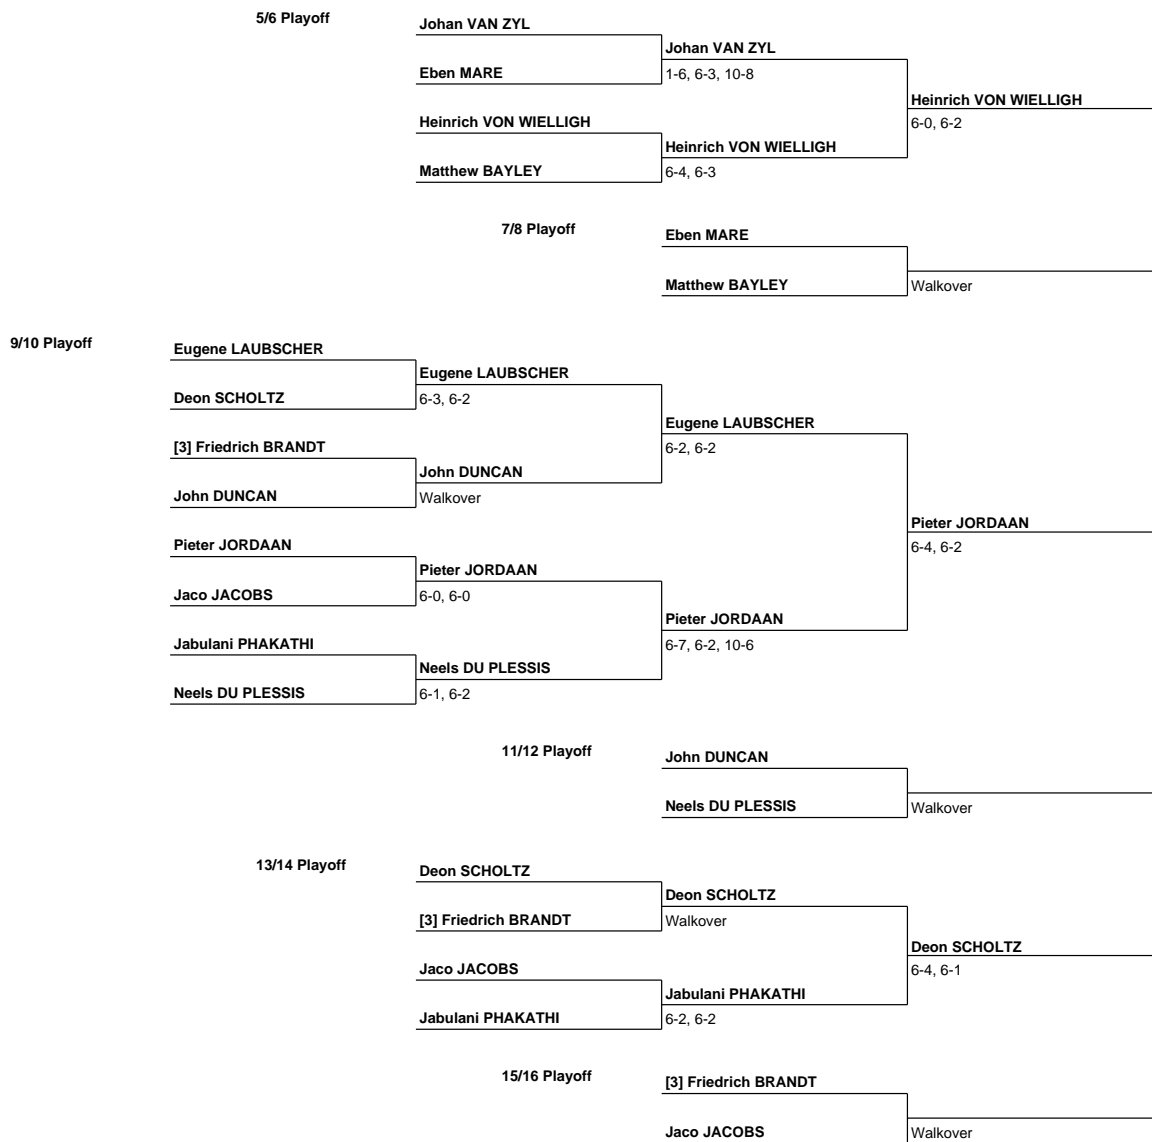 5/6 Playoff
Johan VAN ZYL
Johan VAN ZYL
Eben MARE
1-6, 6-3, 10-8
Heinrich VON WIELLIGH
Heinrich VON WIELLIGH
6-0, 6-2
Heinrich VON WIELLIGH
Matthew BAYLEY
6-4, 6-3
7/8 Playoff
Eben MARE
Matthew BAYLEY
Walkover
9/10 Playoff
Eugene LAUBSCHER
Eugene LAUBSCHER
Deon SCHOLTZ
6-3, 6-2
Eugene LAUBSCHER
[3] Friedrich BRANDT
6-2, 6-2
John DUNCAN
John DUNCAN
Walkover
Pieter JORDAAN
Pieter JORDAAN
6-4, 6-2
Pieter JORDAAN
Jaco JACOBS
6-0, 6-0
Pieter JORDAAN
Jabulani PHAKATHI
6-7, 6-2, 10-6
Neels DU PLESSIS
Neels DU PLESSIS
6-1, 6-2
11/12 Playoff
John DUNCAN
Neels DU PLESSIS
Walkover
13/14 Playoff
Deon SCHOLTZ
Deon SCHOLTZ
[3] Friedrich BRANDT
Walkover
Deon SCHOLTZ
Jaco JACOBS
6-4, 6-1
Jabulani PHAKATHI
Jabulani PHAKATHI
6-2, 6-2
15/16 Playoff
[3] Friedrich BRANDT
Jaco JACOBS
Walkover